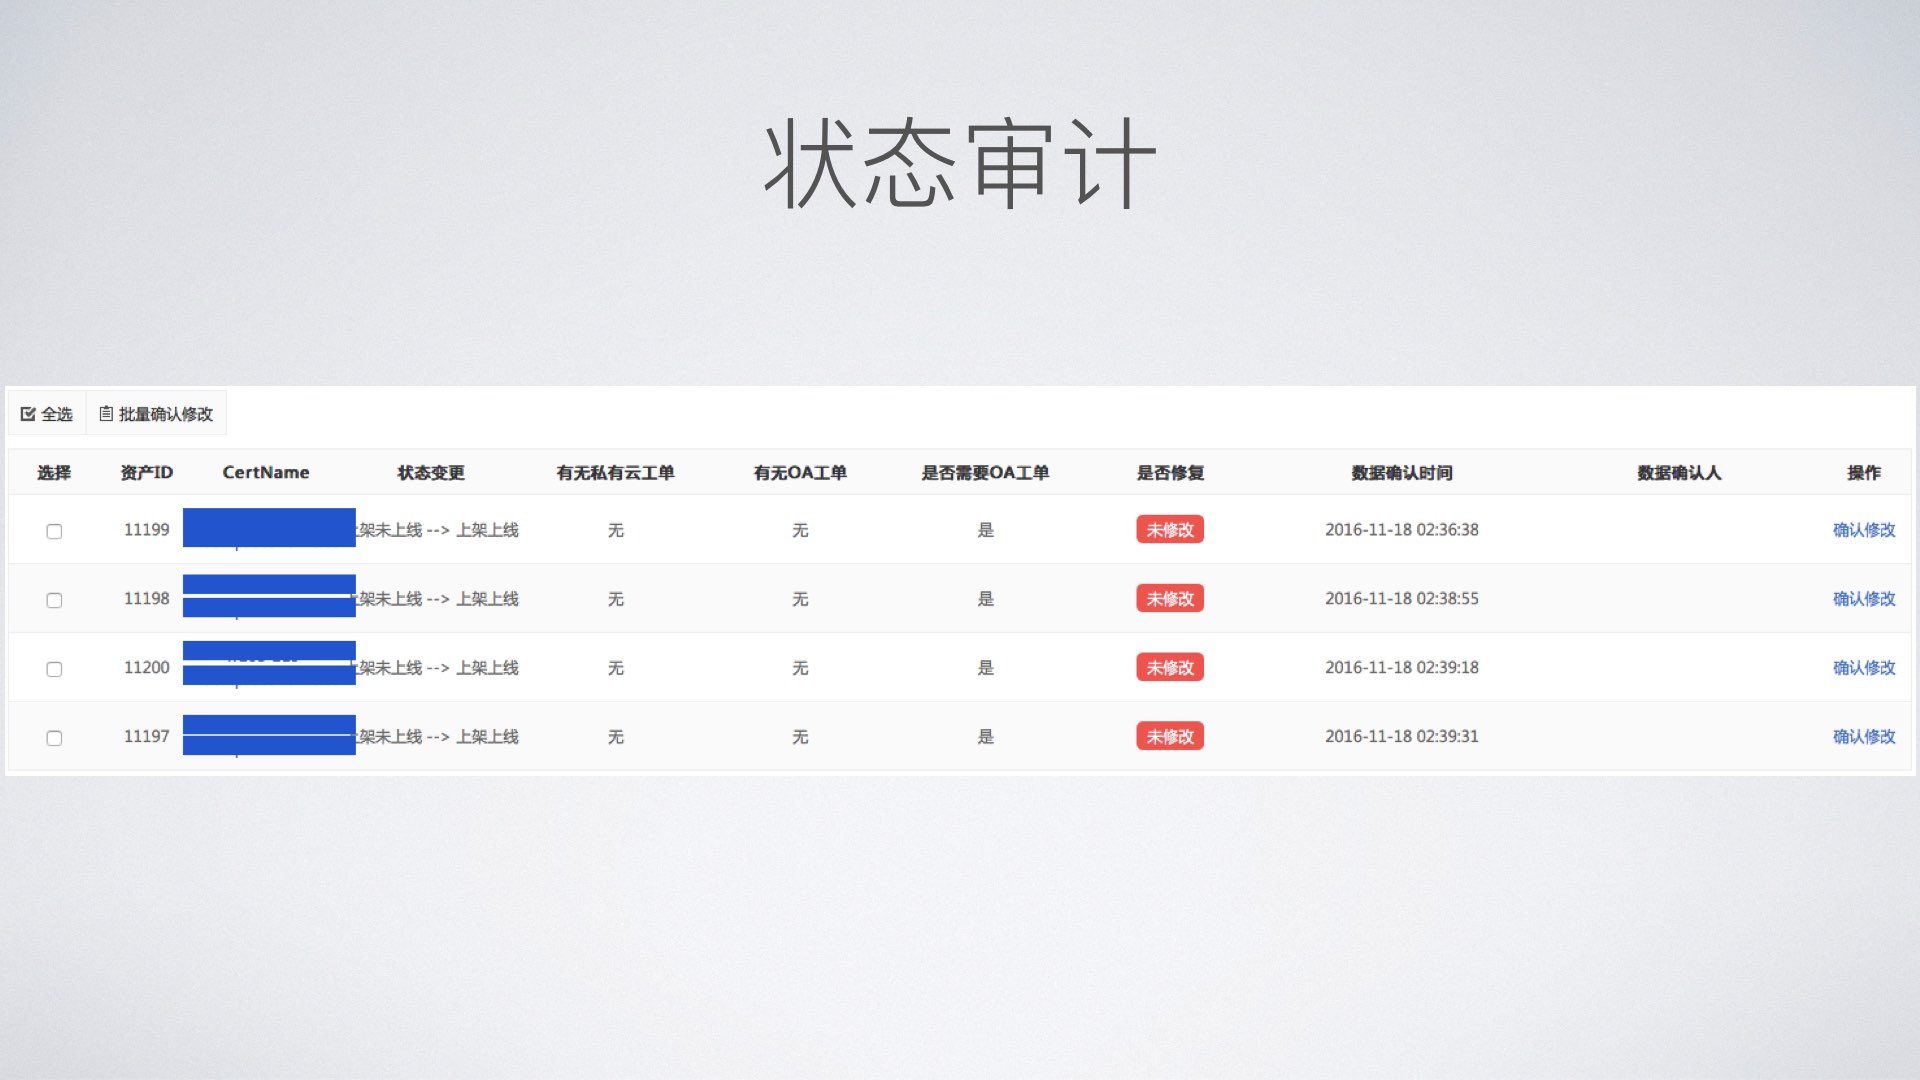 状态审计
全选 批量确认修改
选择 资产ID CertName 状态变更 有无私有云工单 有无OA工单 是否需要OA工单 是否修复 数据确认时间 数据确认人 操作
11199 架未上线 --> 上架上线 无 无 是 未修改 2016-11-18 02:36:38 确认修改
11198 架未上线 --> 上架上线 无 无 是 未修改 2016-11-18 02:38:55 确认修改
11200 架未上线 --> 上架上线 无 无 是 未修改 2016-11-18 02:39:18 确认修改
11197 架未上线 --> 上架上线 无 无 是 未修改 2016-11-18 02:39:31 确认修改